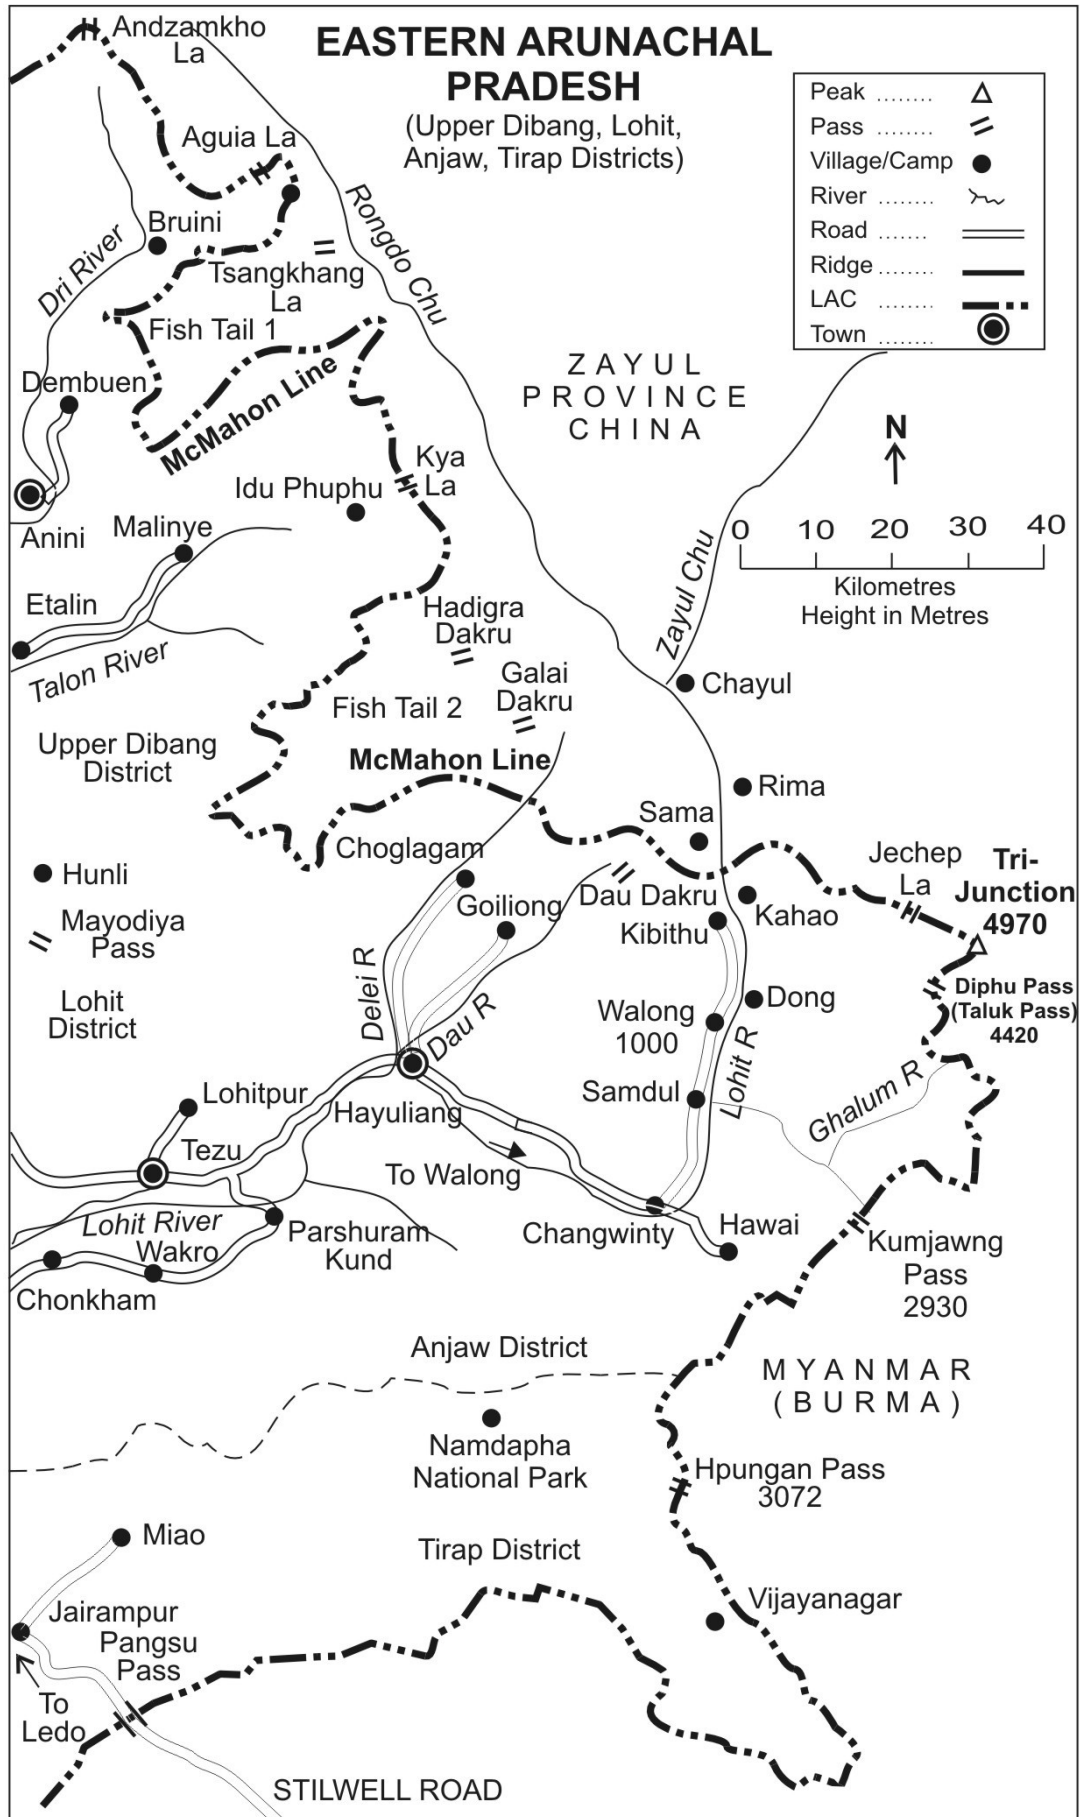 Andzamkho
La
EASTERN ARUNACHAL
PRADESH
(Upper Dibang, Lohit,
Anjaw, Tirap Districts)
Peak ........
Pass ........
Village/Camp
River ........
Road .......
Ridge ........
LAC ........
Town ........
Aguia La
Bruini
Dri River
Rongdo Chu
Tsangkhang
La
Fish Tail 1
McMahon Line
ZAYUL
PROVINCE
CHINA
Dembuen
N
Kya
La
Idu Phuphu
Anini
Malinye
0 10 20 30 40
Kilometres
Height in Metres
Zayul Chu
Etalin
Talon River
Hadigra
Dakru
Galai
Dakru
Chayul
Fish Tail 2
Upper Dibang
District
McMahon Line
Rima
Sama
Choglagam
Jechep
La
Tri-
Junction
4970
Hunli
Goiliong
Dau Dakru
Kahao
Kibithu
Mayodiya
Pass
Delei R
Dau R
Diphu Pass
(Taluk Pass)
4420
Lohit
District
Walong
1000
Dong
Lohit R
Samdul
Ghalum R
Lohitpur
Hayuliang
Tezu
To Walong
Lohit River
Wakro
Parshuram
Kund
Changwinty
Hawai
Kumjawng
Pass
2930
Chonkham
Anjaw District
MYANMAR
(BURMA)
Namdapha
National Park
Hpungan Pass
3072
Miao
Tirap District
Vijayanagar
Jairampur
Pangsu
Pass
To
Ledo
STILWELL ROAD